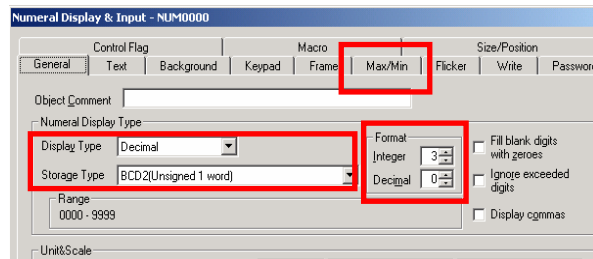 Numeral Display & Input - NUM0000
Control Flag Macro Size/Position
General Text Background Keypad Frame Max/Min Flicker Write Password
Object Comment
Numeral Display Type
Display Type Decimal
Storage Type BCD2(Unsigned 1 word)
Format
Integer 3
Decimal 0
Fill blank digits
with zeroes
Ignore exceeded
digits
Display commas
Range
0000 - 9999
Unit&Scale